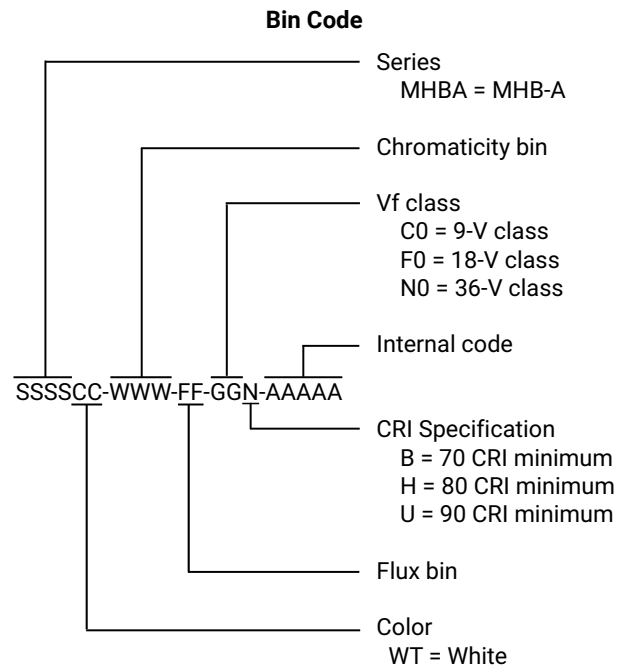 Bin Code
Series
MHBA = MHB-A
Chromaticity bin
Vf class
C0 = 9-V class
F0 = 18-V class
N0 = 36-V class
Internal code
SSSSCC-WWW-FF-GGN-AAAAA
CRI Specification
B = 70 CRI minimum
H = 80 CRI minimum
U = 90 CRI minimum
Flux bin
Color
WT = White